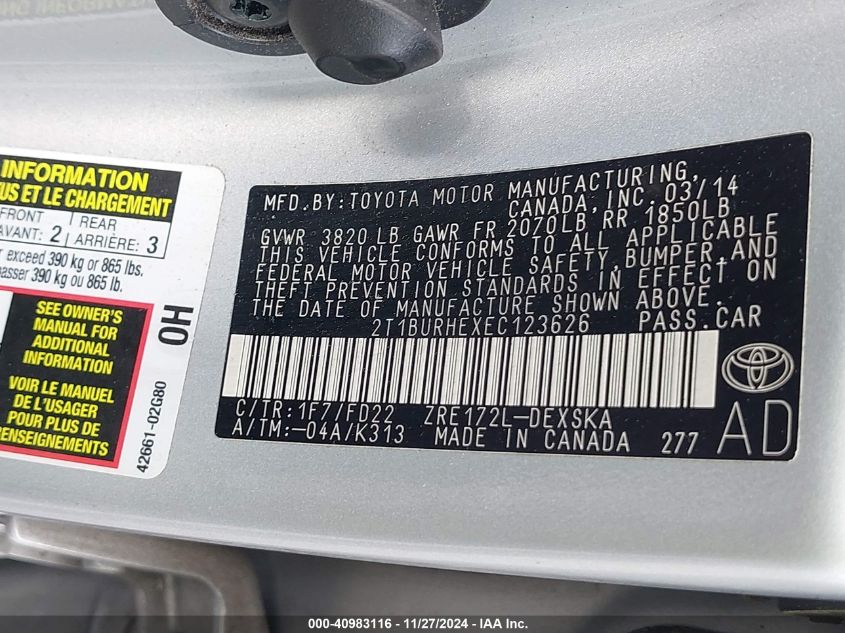 INFORMATION
US ET LE CHARGEMENT
FRONT
AVANT: 2
REAR
ARRIÈRE: 3
exceed 390 kg or 865 lbs.
passer 390 kg ou 865 lb.
SEE OWNER'S
MANUAL FOR
ADDITIONAL
INFORMATION
VOIR LE MANUEL
DE L'USAGER
POUR PLUS DE
RENSEIGNEMENTS
OH
42661-02G80
MFD.BY:TOYOTA MOTOR MANUFACTURING,
CANADA, INC. 03/14
GVWR 3820 LB GAWR FR 2070LB RR 1850LB
THIS VEHICLE CONFORMS TO ALL APPLICABLE
FEDERAL MOTOR VEHICLE SAFETY, BUMPER, AND
THEFT PREVENTION STANDARDS IN EFFECT ON
THE DATE OF MANUFACTURE SHOWN ABOVE.
2T1BURHEXEC123626 PASS.CAR
C/TR:1F7/FD22 ZRE172L-DEXSKA
A/TM:-04A/K313 MADE IN CANADA 277
AD
000-40983116 - 11/27/2024 - IAA Inc.